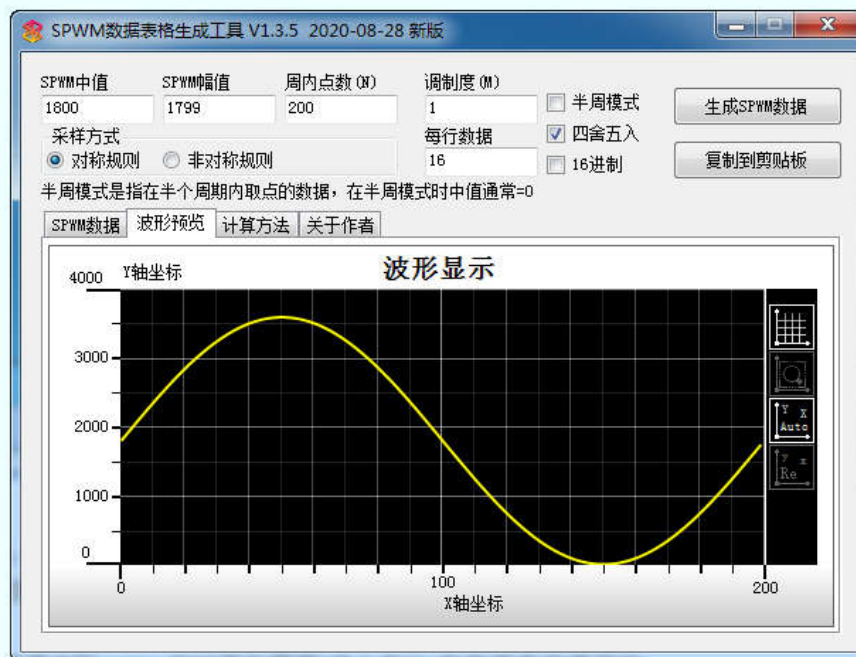 SPWM数据表格生成工具 V1.3.5 2020-08-28 新版
SPWM中值 SPWM幅值 周内点数(N) 调制度(M)
1800 1799 200 1
半周模式
生成SPWM数据
采样方式 每行数据
四舍五入
对称规则 非对称规则 16
16进制
复制到剪贴板
半周模式是指在半个周期内取点的数据,在半周模式时中值通常=0
SPWM数据 波形预览 计算方法 关于作者
4000 Y轴坐标 波形显示
3000
2000
1000
0
0 100 200
X轴坐标
Y X
Auto
Y X
Re